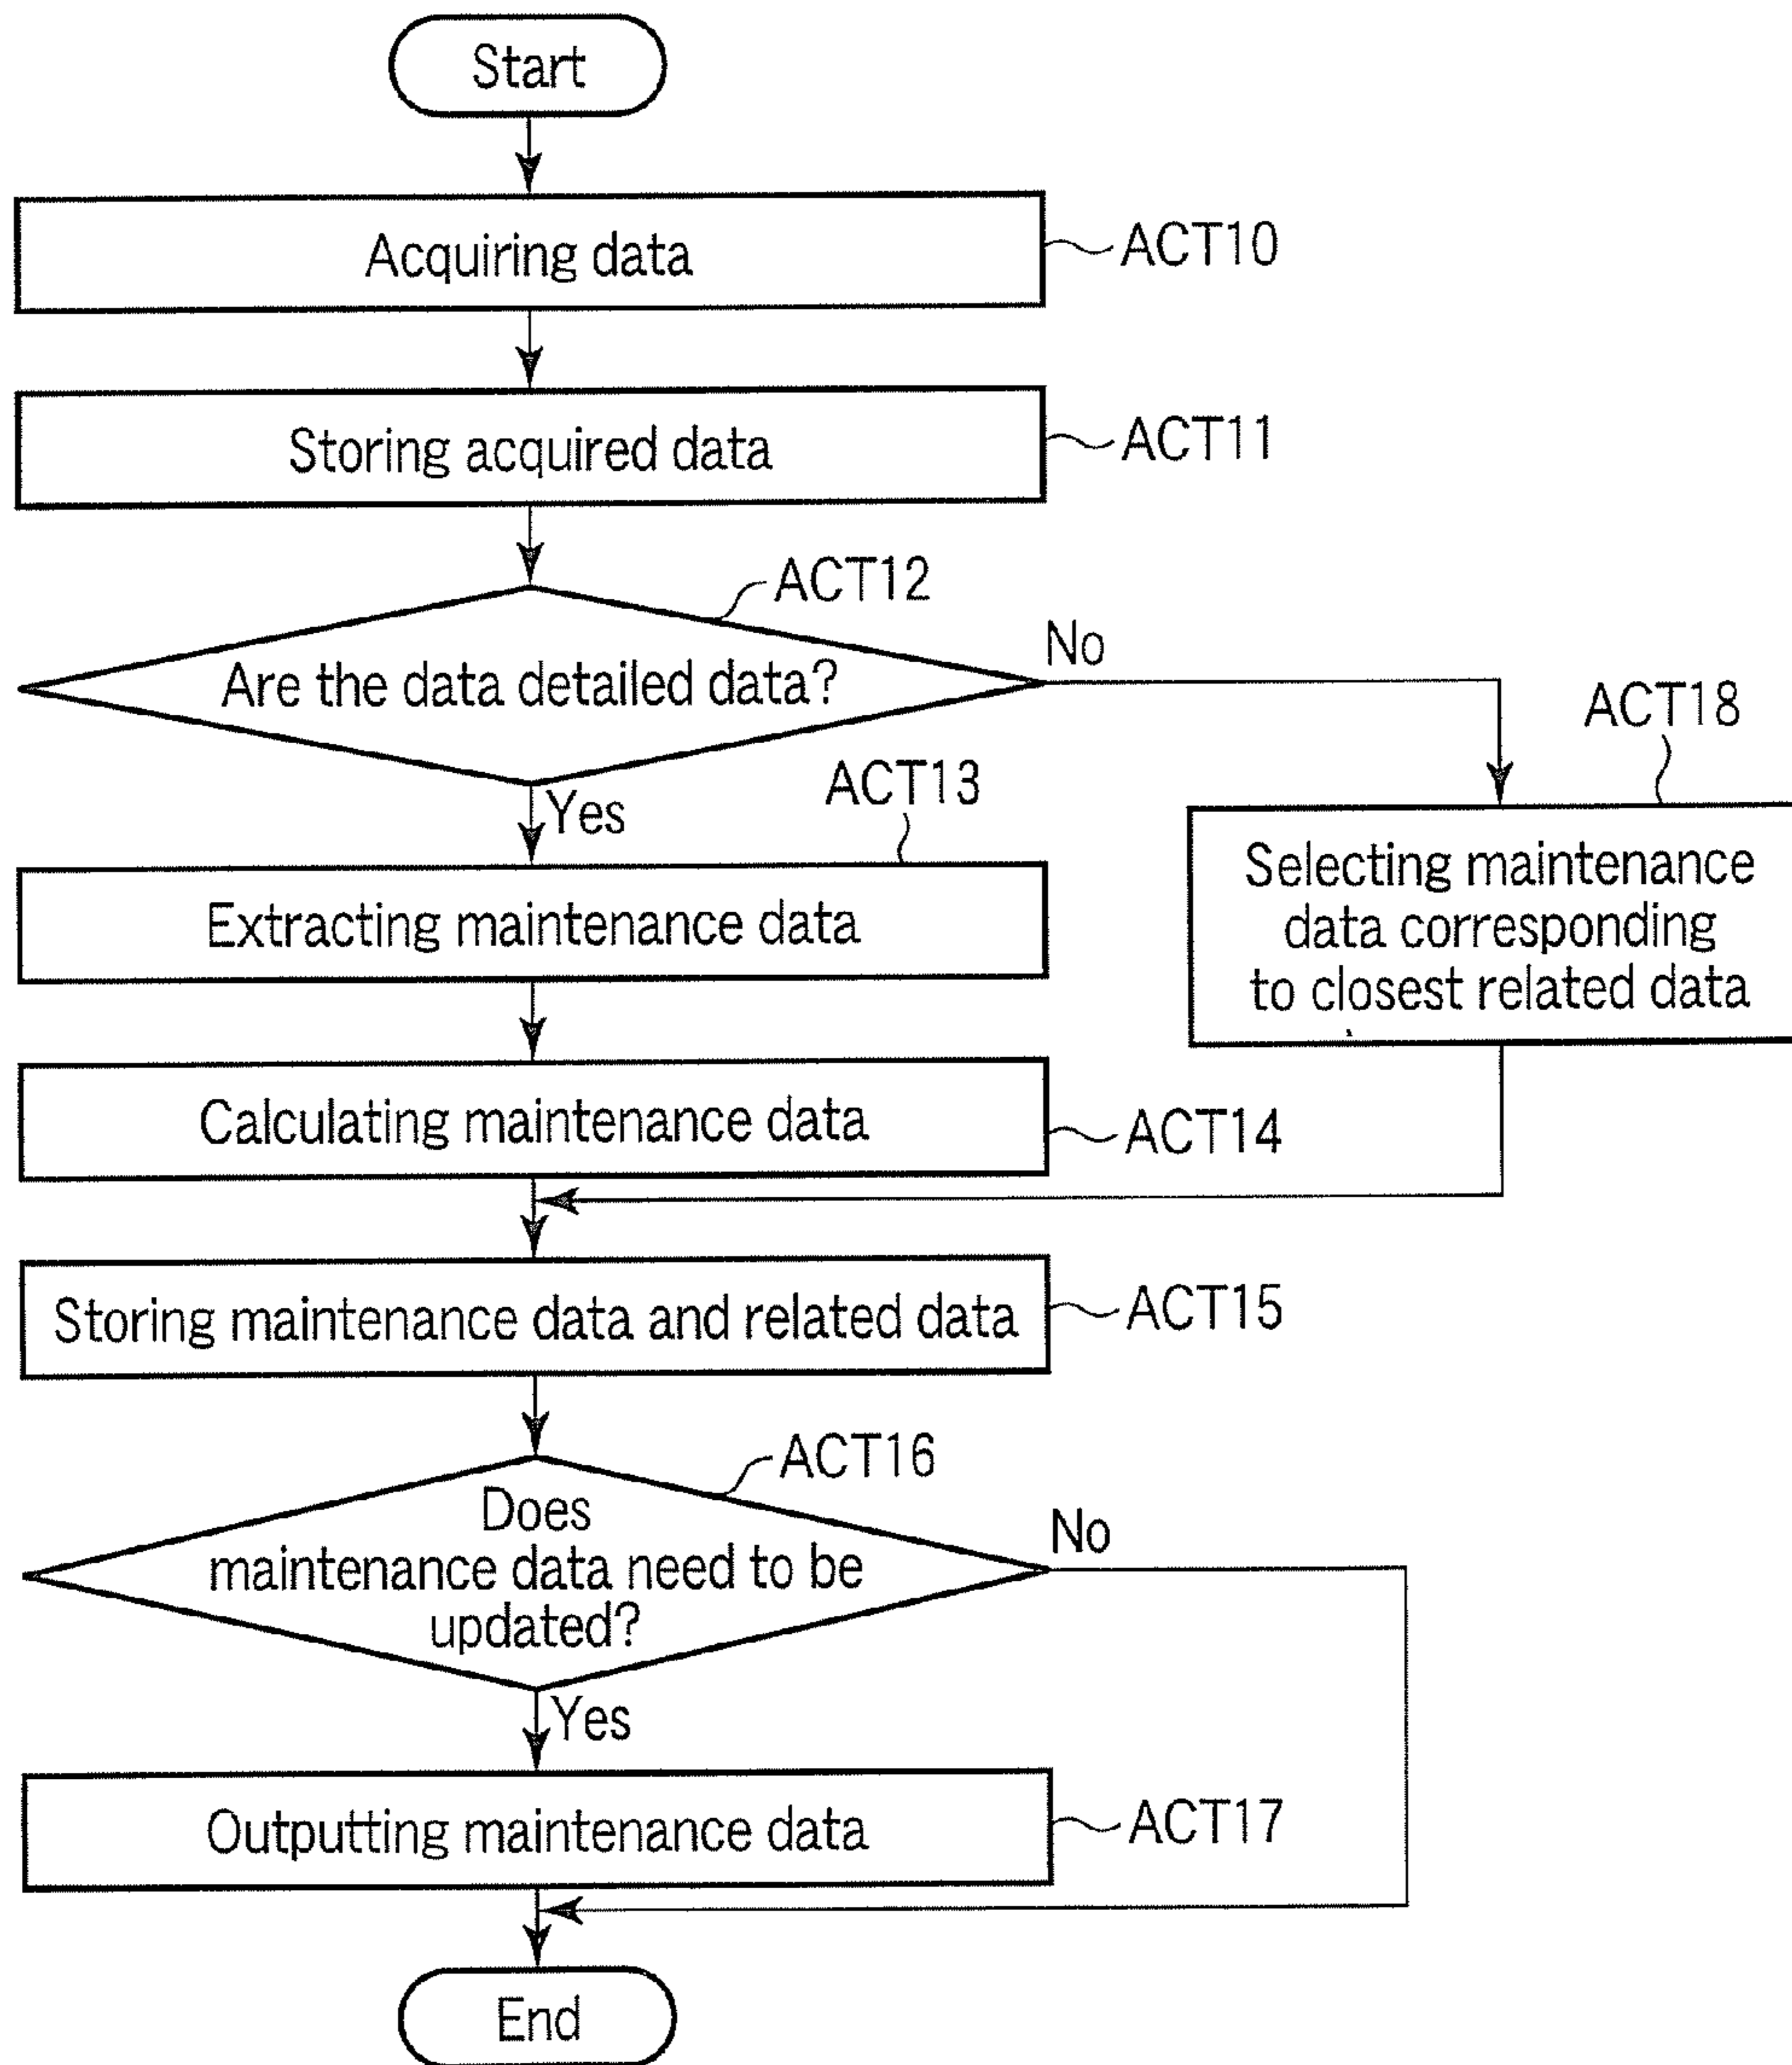 Start
Acquiring data
ACT10
Storing acquired data
ACT11
ACT12
Are the data detailed data?
No
Yes
ACT13
ACT18
Extracting maintenance data
Selecting maintenance
data corresponding
to closest related data
Calculating maintenance data
ACT14
Storing maintenance data and related data
ACT15
ACT16
Does
maintenance data need to be
updated?
No
Yes
Outputting maintenance data
ACT17
End